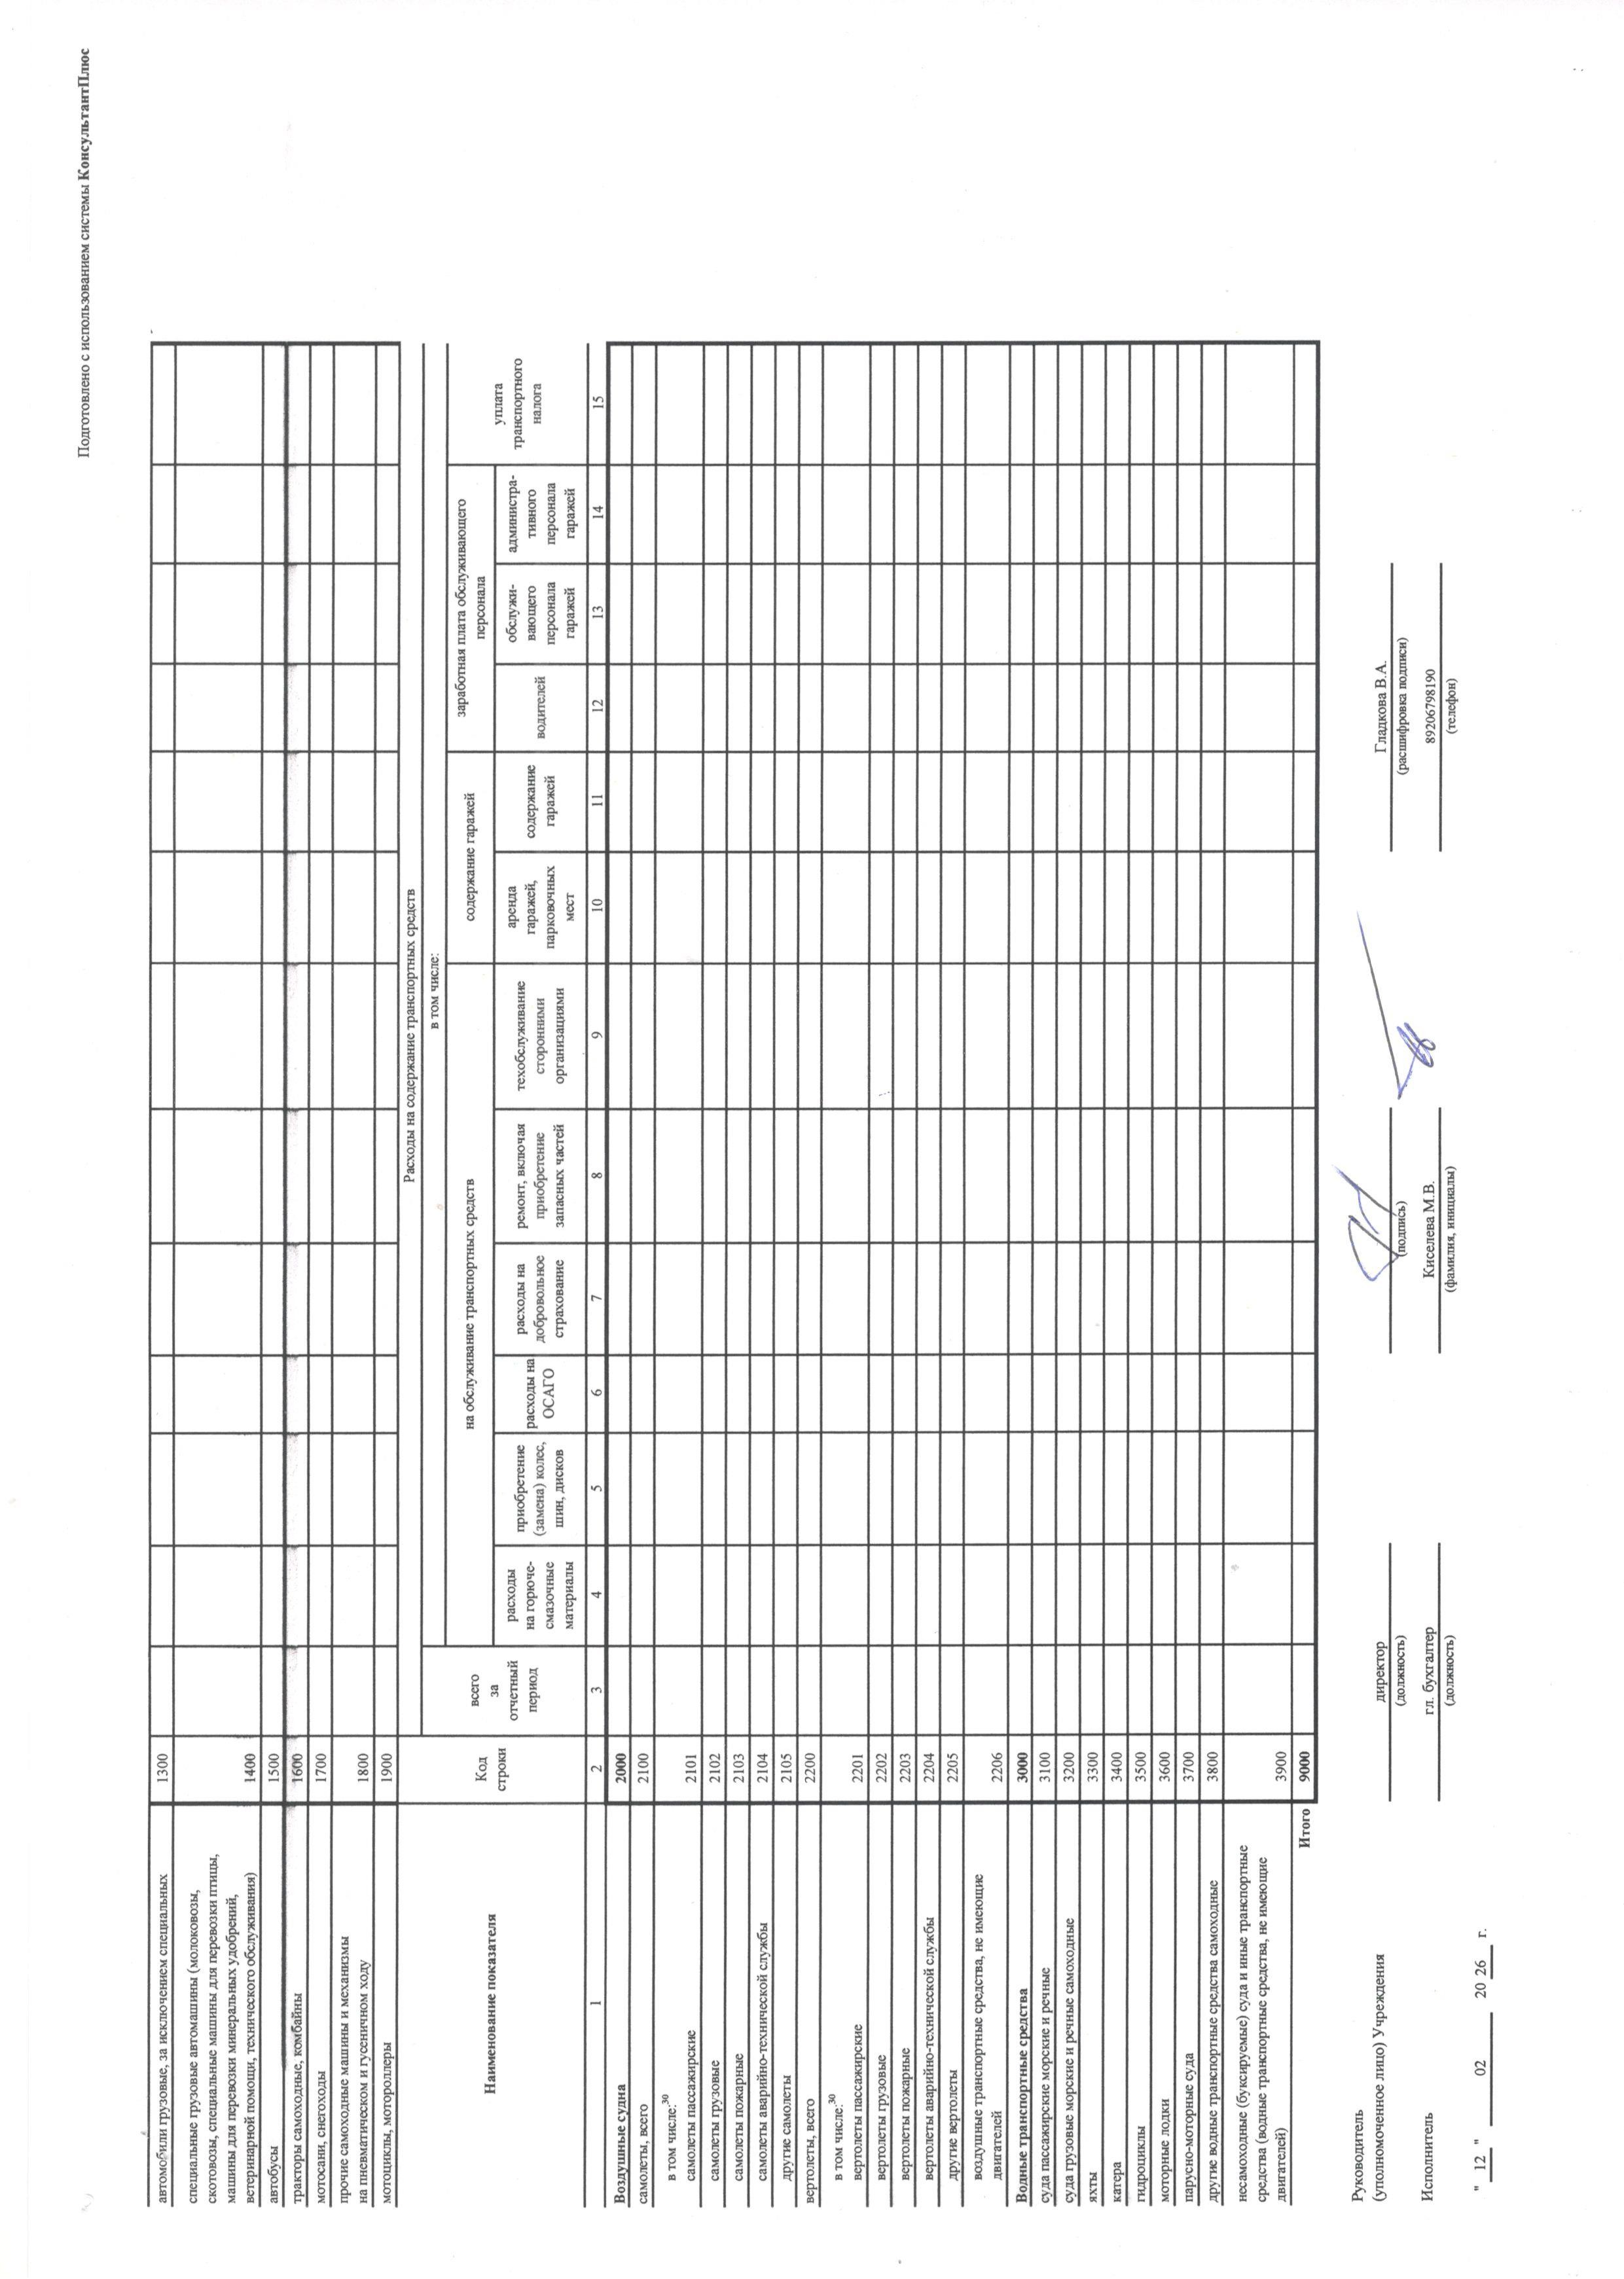 Подготовлено с использованием системы КонсультантПлюс
автомобили грузовые, за исключением специальных 1300
специальные грузовые автомашины (молоковозы,
скотовозы, специальные машины для перевозки птицы,
машины для перевозки минеральных удобрений,
ветеринарной помощи, технического обслуживания) 1400
автобусы 1500
тракторы самоходные, комбайны 1600
мотосани, снегоходы 1700
прочие самоходные машины и механизмы
на пневматическом и гусеничном ходу 1800
мотоциклы, мотороллеры 1900
Наименование показателя
Код
строки
Расходы на содержание транспортных средств
всего
за
отчетный
период
в том числе:
на обслуживание транспортных средств
содержание гаражей
заработная плата обслуживающего
персонала
уплата
транспортного
налога
расходы
на горюче-
смазочные
материалы
приобретение
(замена) колес,
шин, дисков
расходы на
ОСАГО
расходы на
добровольное
страхование
ремонт, включая
приобретение
запасных частей
техобслуживание
сторонними
организациями
аренда
гаражей,
парковочных
мест
содержание
гаражей
водителей
обслужи-
вающего
персонала
гаражей
администра-
тивного
персонала
гаражей
1 2 3 4 5 6 7 8 9 10 11 12 13 14 15
Воздушные судна 2000
самолеты, всего 2100
в том числе:30
самолеты пассажирские 2101
самолеты грузовые 2102
самолеты пожарные 2103
самолеты аварийно-технической службы 2104
другие самолеты 2105
вертолеты, всего 2200
в том числе:30
вертолеты пассажирские 2201
вертолеты грузовые 2202
вертолеты пожарные 2203
вертолеты аварийно-технической службы 2204
другие вертолеты 2205
воздушные транспортные средства, не имеющие
двигателей 2206
Водные транспортные средства 3000
суда пассажирские морские и речные 3100
суда грузовые морские и речные самоходные 3200
яхты 3300
катера 3400
гидроциклы 3500
моторные лодки 3600
парусно-моторные суда 3700
другие водные транспортные средства самоходные 3800
несамоходные (буксируемые) суда и иные транспортные
средства (водные транспортные средства, не имеющие
двигателей) 3900
Итого 9000
Руководитель
(уполномоченное лицо) Учреждения директор Гладкова В.А.
(должность) (подпись) (расшифровка подписи)
Исполнитель гл. бухгалтер Киселева М.В. 89206798190
(должность) (фамилия, инициалы) (телефон)
" 12 " 02 20 26 г.